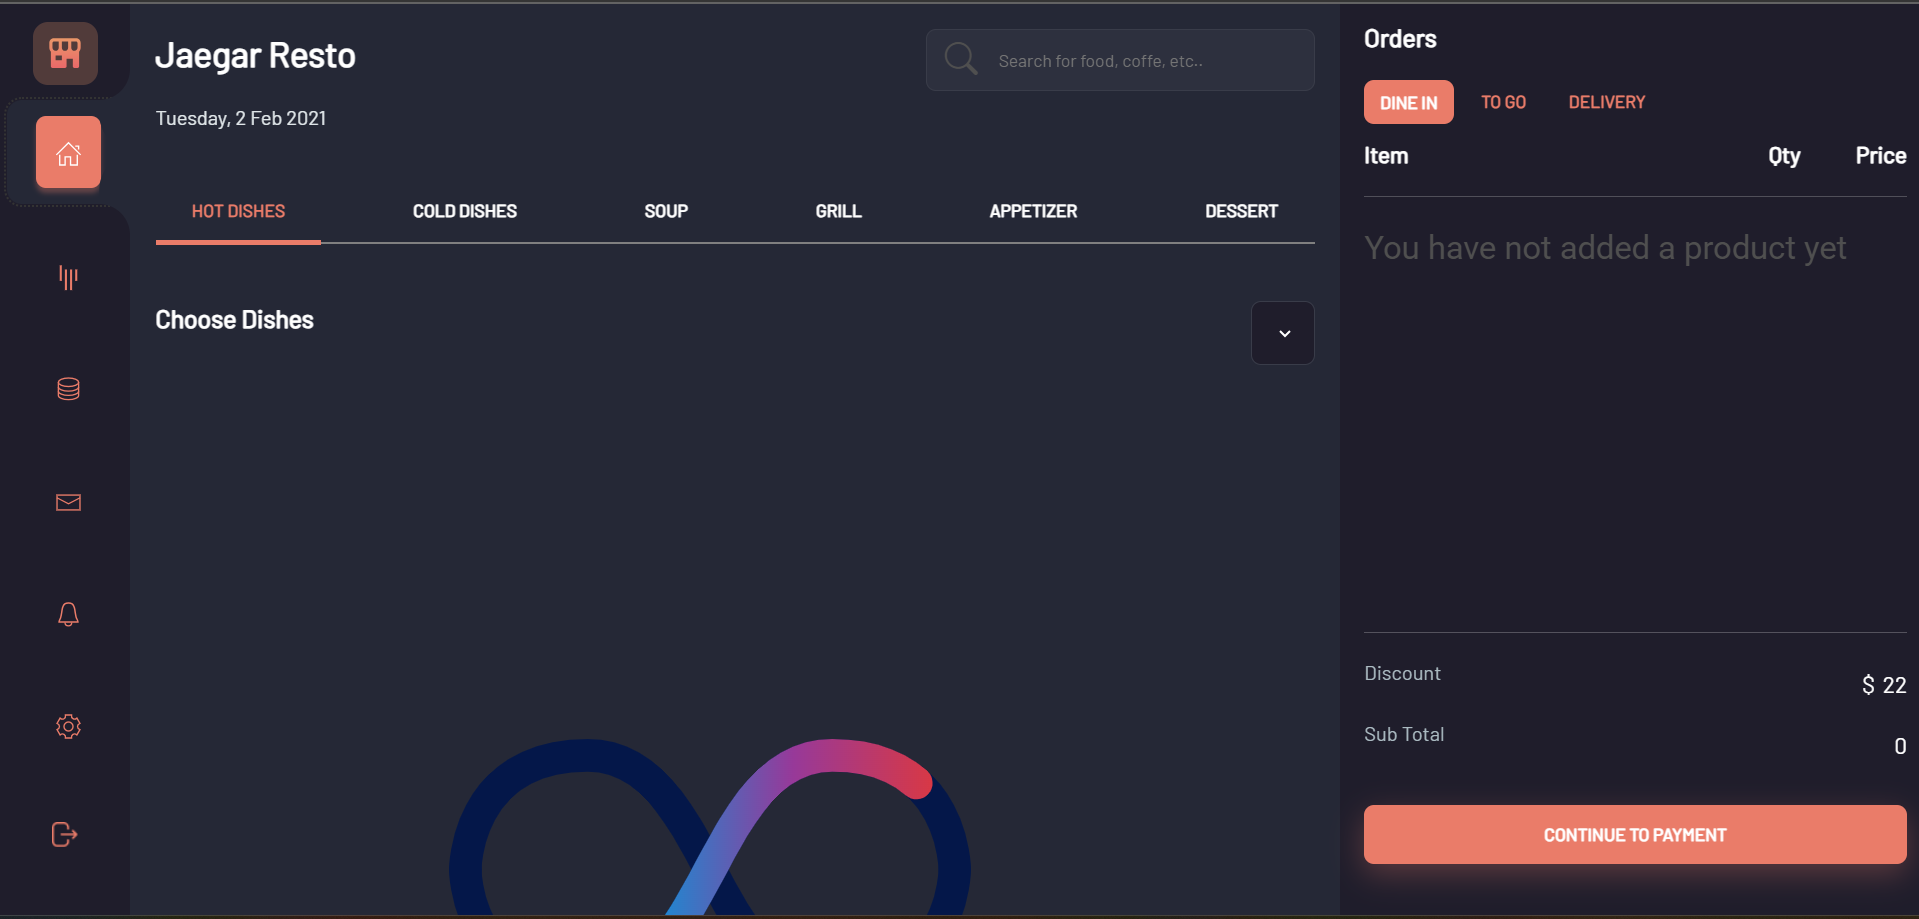 Jaegar Resto
Search for food, coffe, etc..
Tuesday, 2 Feb 2021
HOT DISHES
COLD DISHES
SOUP
GRILL
APPETIZER
DESSERT
Choose Dishes
Orders
DINE IN
TO GO
DELIVERY
Item
Qty
Price
You have not added a product yet
Discount
$ 22
Sub Total
0
CONTINUE TO PAYMENT